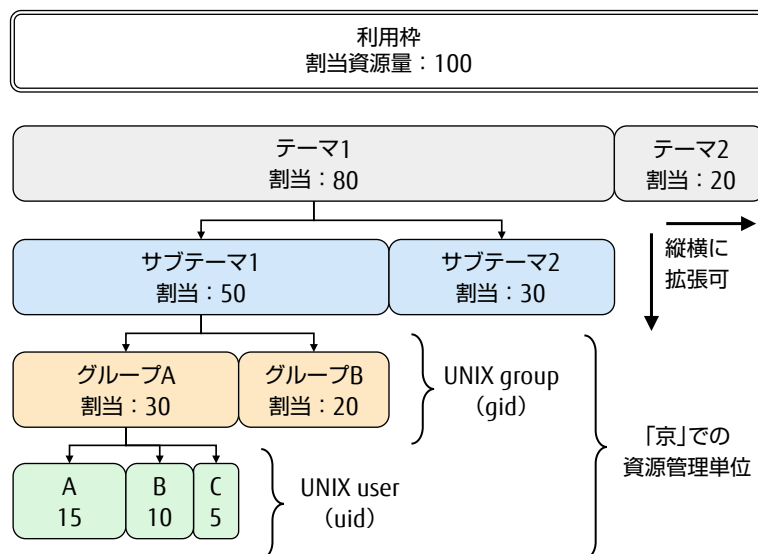 利用枠
割当資源量：100
テーマ1
割当：80
テーマ2
割当：20
縦横に
拡張可
サブテーマ1
割当：50
サブテーマ2
割当：30
グループA
割当：30
グループB
割当：20
UNIX group
（gid）
「京」での
資源管理単位
A
15
B
10
C
5
UNIX user
（uid）